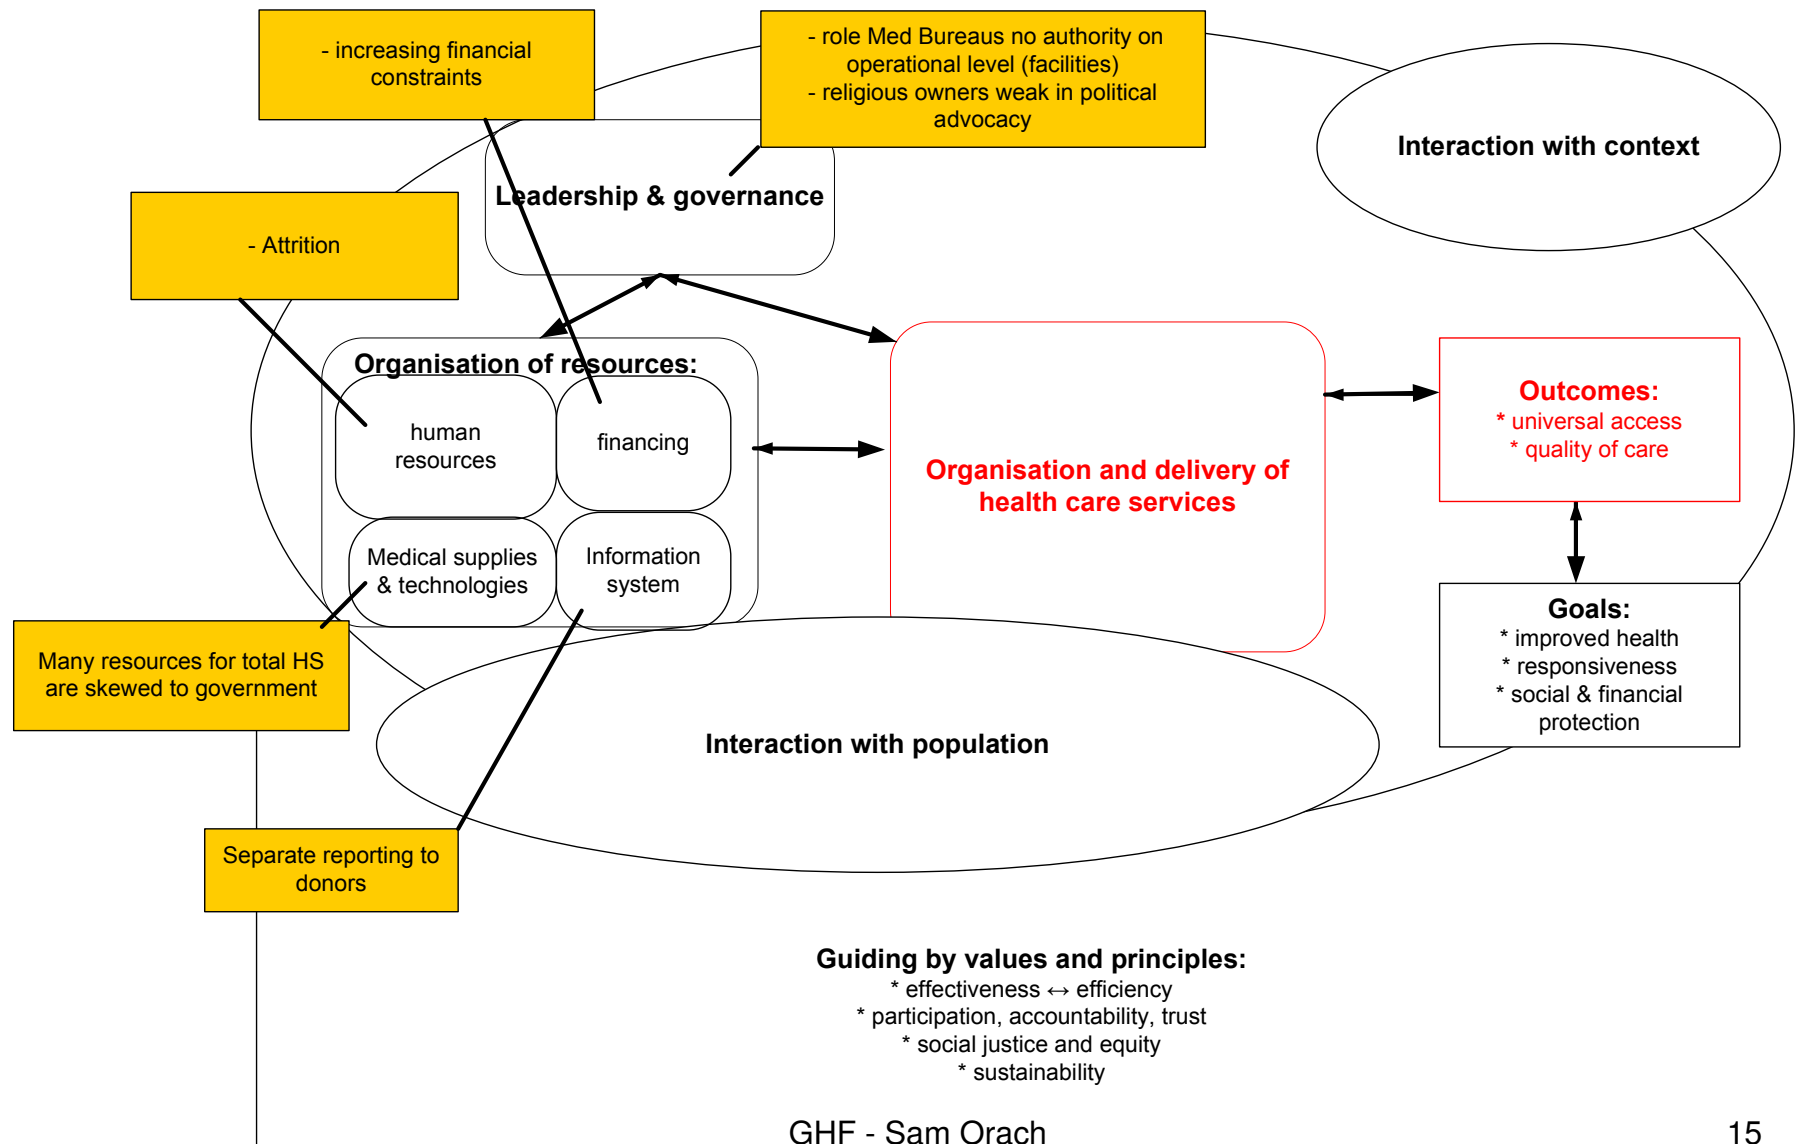 - increasing financial
constraints
- role Med Bureaus no authority on
operational level (facilities)
- religious owners weak in political
advocacy
Interaction with context
Leadership & governance
- Attrition
Organisation of resources:
human
resources
financing
Medical supplies
& technologies
Information
system
Organisation and delivery of
health care services
Outcomes:
* universal access
* quality of care
Goals:
* improved health
* responsiveness
* social & financial
protection
Many resources for total HS
are skewed to government
Interaction with population
Separate reporting to
donors
Guiding by values and principles:
* effectiveness ↔ efficiency
* participation, accountability, trust
* social justice and equity
* sustainability
GHF - Sam Orach
15